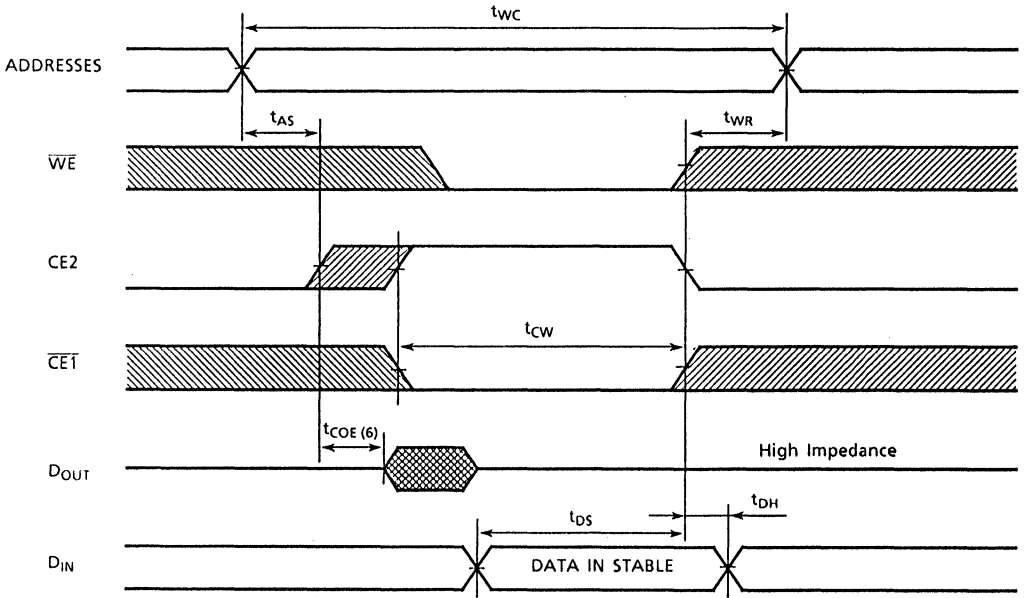 tWC
ADDRESSES
tAS
tWR
WE
CE2
tCW
CE1
tCOE (6)
High Impedance
DOUT
tDH
tDS
DIN
DATA IN STABLE